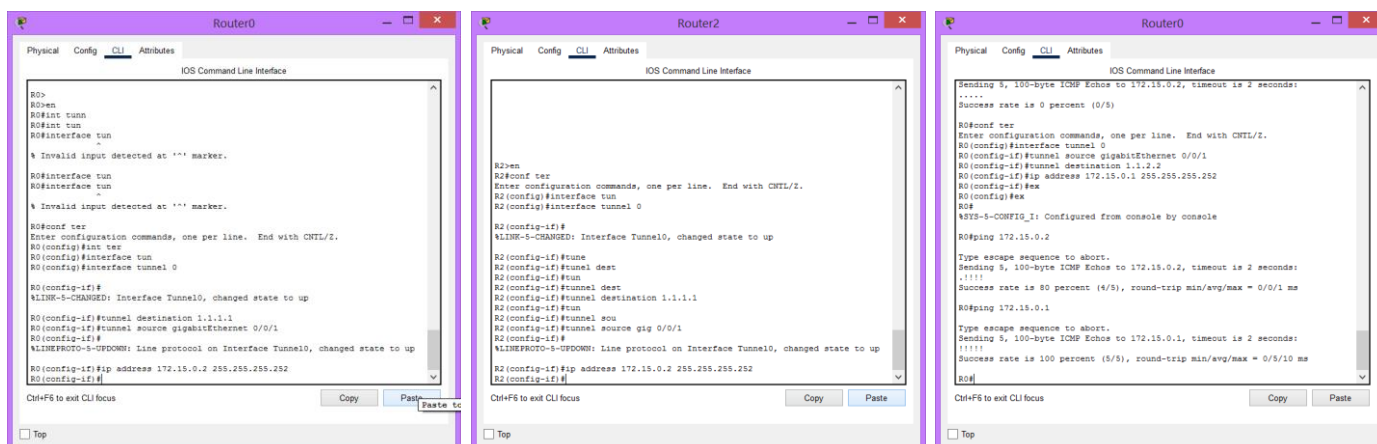 Router0
Physical Config CLI Attributes
IOS Command Line Interface
R0>
R0>en
R0#int tunn
R0#int tun
R0#interface tun
^
% Invalid input detected at '^' marker.
R0#interface tun
R0#interface tun
^
% Invalid input detected at '^' marker.
R0#conf ter
Enter configuration commands, one per line. End with CNTL/Z.
R0(config)#int ter
R0(config)#interface tun
R0(config)#interface tunnel 0
R0(config-if)#
%LINK-5-CHANGED: Interface Tunnel0, changed state to up
R0(config-if)#tunnel destination 1.1.1.1
R0(config-if)#tunnel source gigabitEthernet 0/0/1
R0(config-if)#
%LINEPROTO-5-UPDOWN: Line protocol on Interface Tunnel0, changed state to up
R0(config-if)#ip address 172.15.0.2 255.255.255.252
R0(config-if)#
Ctrl+F6 to exit CLI focus
Copy Paste
Paste to
Top
Router2
Physical Config CLI Attributes
IOS Command Line Interface
R2>en
R2#conf ter
Enter configuration commands, one per line. End with CNTL/Z.
R2(config)#interface tun
R2(config)#interface tunnel 0
R2(config-if)#
%LINK-5-CHANGED: Interface Tunnel0, changed state to up
R2(config-if)#tune
R2(config-if)#tunel dest
R2(config-if)#tun
R2(config-if)#tunnel dest
R2(config-if)#tunnel destination 1.1.1.1
R2(config-if)#tun
R2(config-if)#tunnel sou
R2(config-if)#tunnel source gig 0/0/1
R2(config-if)#
%LINEPROTO-5-UPDOWN: Line protocol on Interface Tunnel0, changed state to up
R2(config-if)#ip address 172.15.0.2 255.255.255.252
R2(config-if)#
Ctrl+F6 to exit CLI focus
Copy Paste
Top
Router0
Physical Config CLI Attributes
IOS Command Line Interface
Sending 5, 100-byte ICMP Echos to 172.15.0.2, timeout is 2 seconds:
.....
Success rate is 0 percent (0/5)
R0#conf ter
Enter configuration commands, one per line. End with CNTL/Z.
R0(config)#interface tunnel 0
R0(config-if)#tunnel source gigabitEthernet 0/0/1
R0(config-if)#tunnel destination 1.1.2.2
R0(config-if)#ip address 172.15.0.1 255.255.255.252
R0(config-if)#ex
R0(config)#ex
R0#
%SYS-5-CONFIG_I: Configured from console by console
R0#ping 172.15.0.2
Type escape sequence to abort.
Sending 5, 100-byte ICMP Echos to 172.15.0.2, timeout is 2 seconds:
.!!!!
Success rate is 80 percent (4/5), round-trip min/avg/max = 0/0/1 ms
R0#ping 172.15.0.1
Type escape sequence to abort.
Sending 5, 100-byte ICMP Echos to 172.15.0.1, timeout is 2 seconds:
!!!!!
Success rate is 100 percent (5/5), round-trip min/avg/max = 0/5/10 ms
R0#
Ctrl+F6 to exit CLI focus
Copy Paste
Top